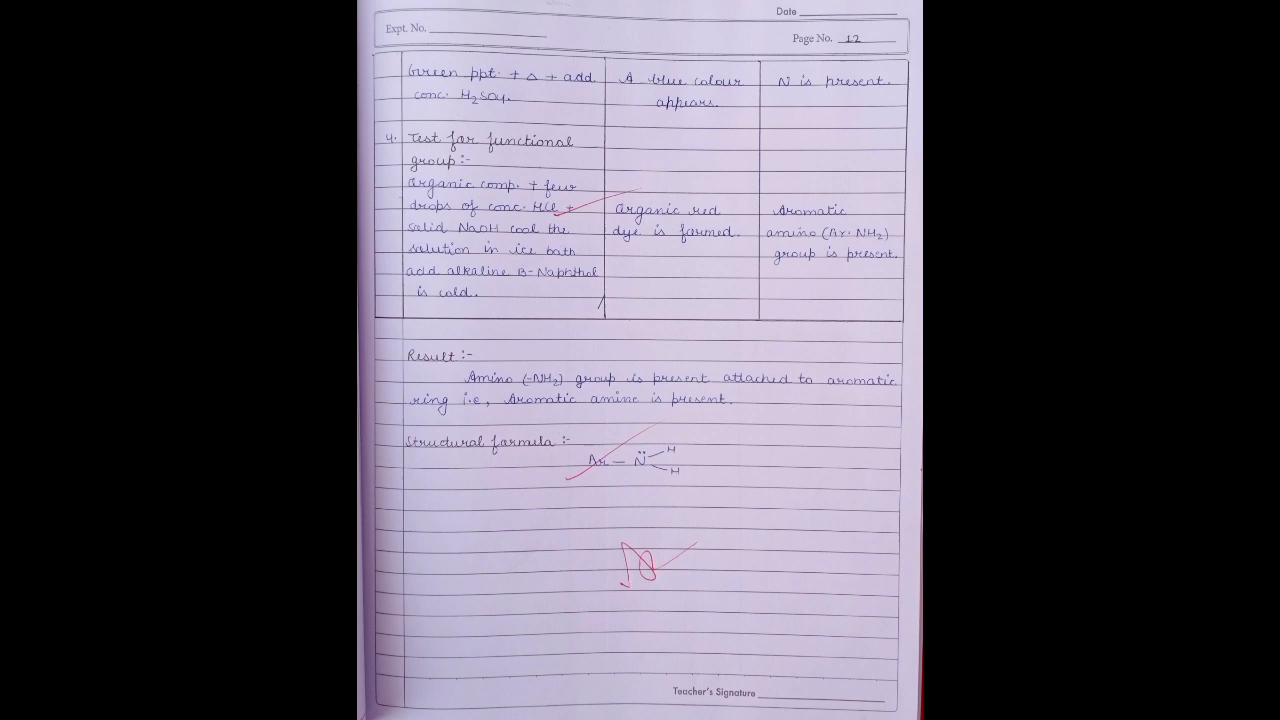 Date
Expt. No.
Page No. 12
Green ppt. + Δ + add
conc. H2SO4.
A blue colour
appears.
N is present.
4. Test for functional
group:-
organic comp. + few
drops of conc. HCl +
solid NaOH cool the
solution in ice bath
add alkaline B-Naphthol
is cold.
organic red
dye is formed.
Aromatic
amino (Ar·NH2)
group is present.
Result :-
Amino (-NH2) group is present attached to aromatic
ring i.e, Aromatic amine is present.
Structural formula :-
Ar — N̈
H
H
Teacher's Signature